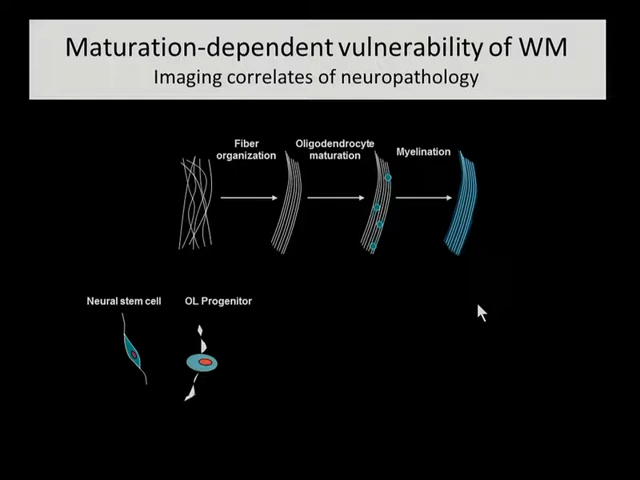 Maturation-dependent vulnerability of WM
Imaging correlates of neuropathology
Fiber
organization
Oligodendrocyte
maturation
Myelination
Neural stem cell
OL Progenitor